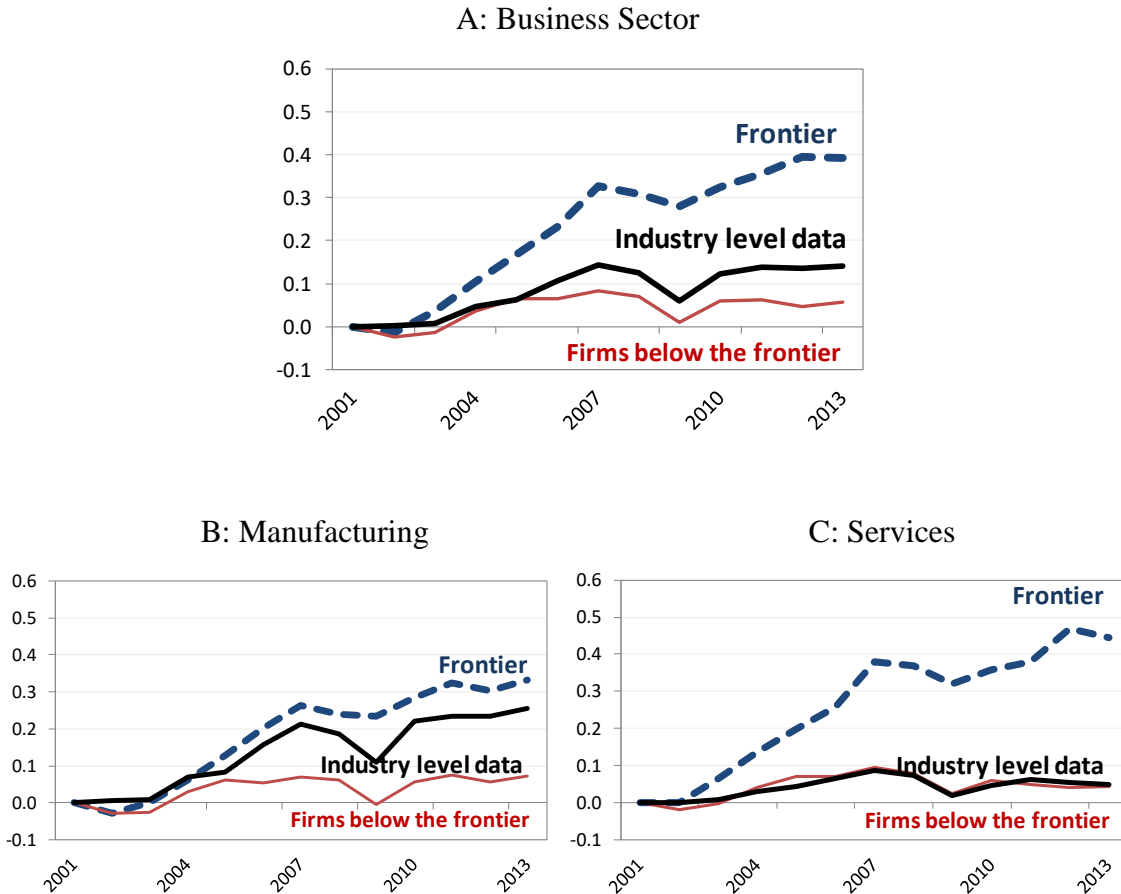 A: Business Sector
0.6
0.5
Frontier
0.4
0.3
Industry level data
0.2
0.1
0.0
Firms below the frontier
-0.1
2001 2004 2007 2010 2013
B: Manufacturing
0.6
0.5
0.4
Frontier
0.3
0.2
Industry level data
0.1
0.0
Firms below the frontier
-0.1
2001 2004 2007 2010 2013
C: Services
0.6
Frontier
0.5
0.4
0.3
0.2
Industry level data
0.1
0.0
Firms below the frontier
-0.1
2001 2004 2007 2010 2013